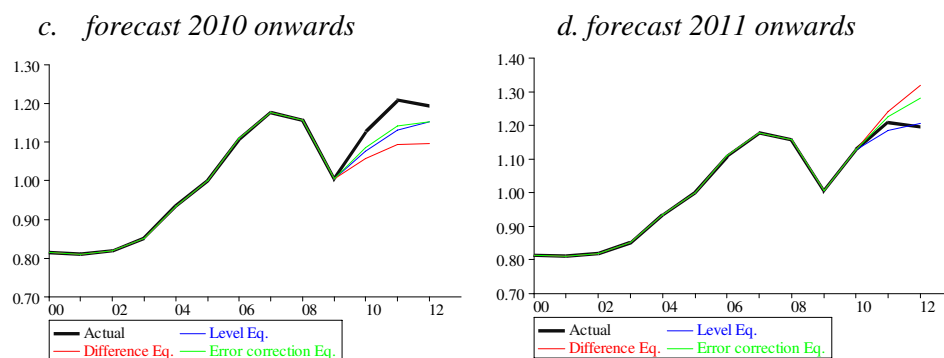 c. forecast 2010 onwards
1.30
1.20
1.10
1.00
0.90
0.80
0.70
00 02 04 06 08 10 12
Actual Level Eq.
Difference Eq. Error correction Eq.
d. forecast 2011 onwards
1.40
1.30
1.20
1.10
1.00
0.90
0.80
0.70
00 02 04 06 08 10 12
Actual Level Eq.
Difference Eq. Error correction Eq.